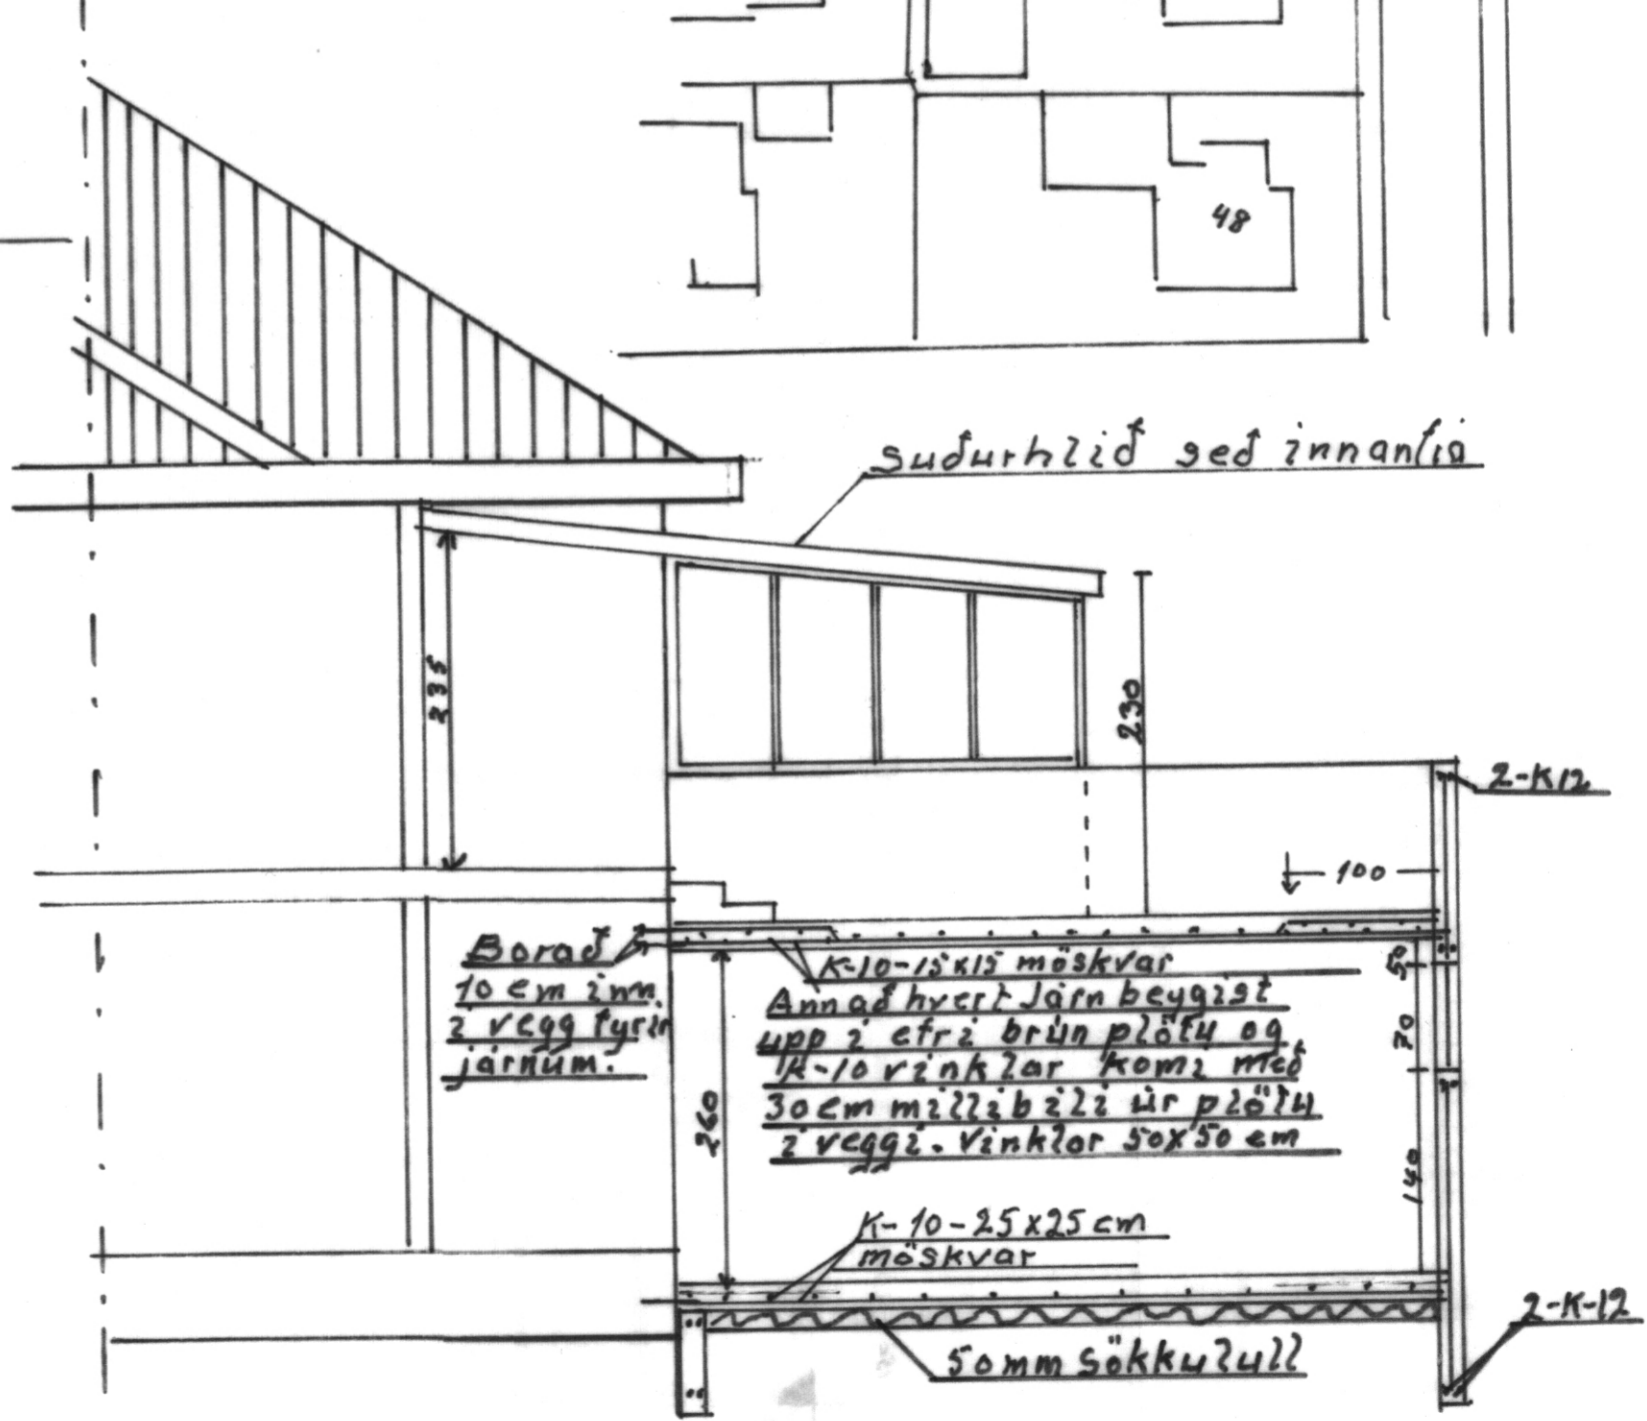 48
suðurhlið séð innanfrá
235
230
2-K12
100
Borað
10 cm inn
í vegg fyrir
járnum.
K-10-15x15 möskvar
Annað hvert Járn beygist
upp í efri brún plötu og
K-10 vinklar komi með
30 cm millibili úr plötu
í veggi. Vinklar 50x50 cm
50
70
260
140
K-10-25x25 cm
möskvar
2-K-12
50mm Sökkulull